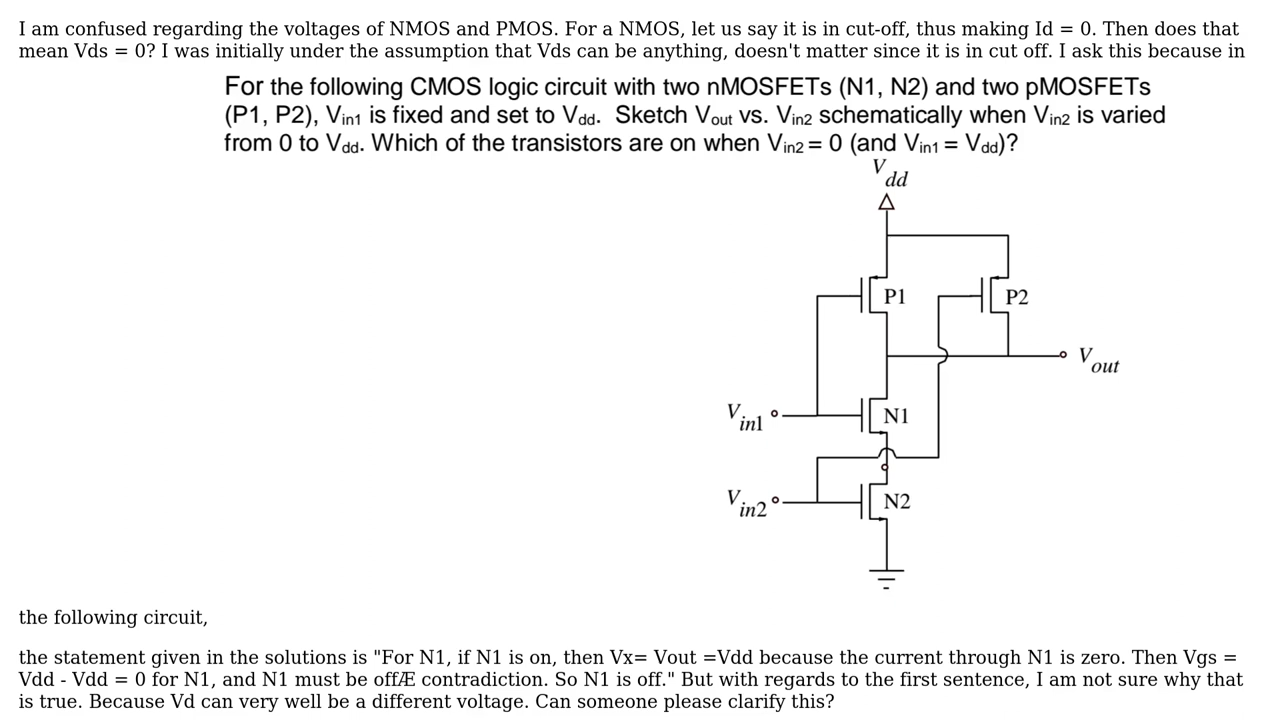 I am confused regarding the voltages of NMOS and PMOS. For a NMOS, let us say it is in cut-off, thus making Id = 0. Then does that
mean Vds = 0? I was initially under the assumption that Vds can be anything, doesn't matter since it is in cut off. I ask this because in
For the following CMOS logic circuit with two nMOSFETs (N1, N2) and two pMOSFETs
(P1, P2), Vin1 is fixed and set to Vdd. Sketch Vout vs. Vin2 schematically when Vin2 is varied
from 0 to Vdd. Which of the transistors are on when Vin2 = 0 (and Vin1 = Vdd)?
Vdd
P1
P2
Vout
Vin1
N1
Vin2
N2
the following circuit,
the statement given in the solutions is "For N1, if N1 is on, then Vx= Vout =Vdd because the current through N1 is zero. Then Vgs =
Vdd - Vdd = 0 for N1, and N1 must be offÆ contradiction. So N1 is off." But with regards to the first sentence, I am not sure why that
is true. Because Vd can very well be a different voltage. Can someone please clarify this?